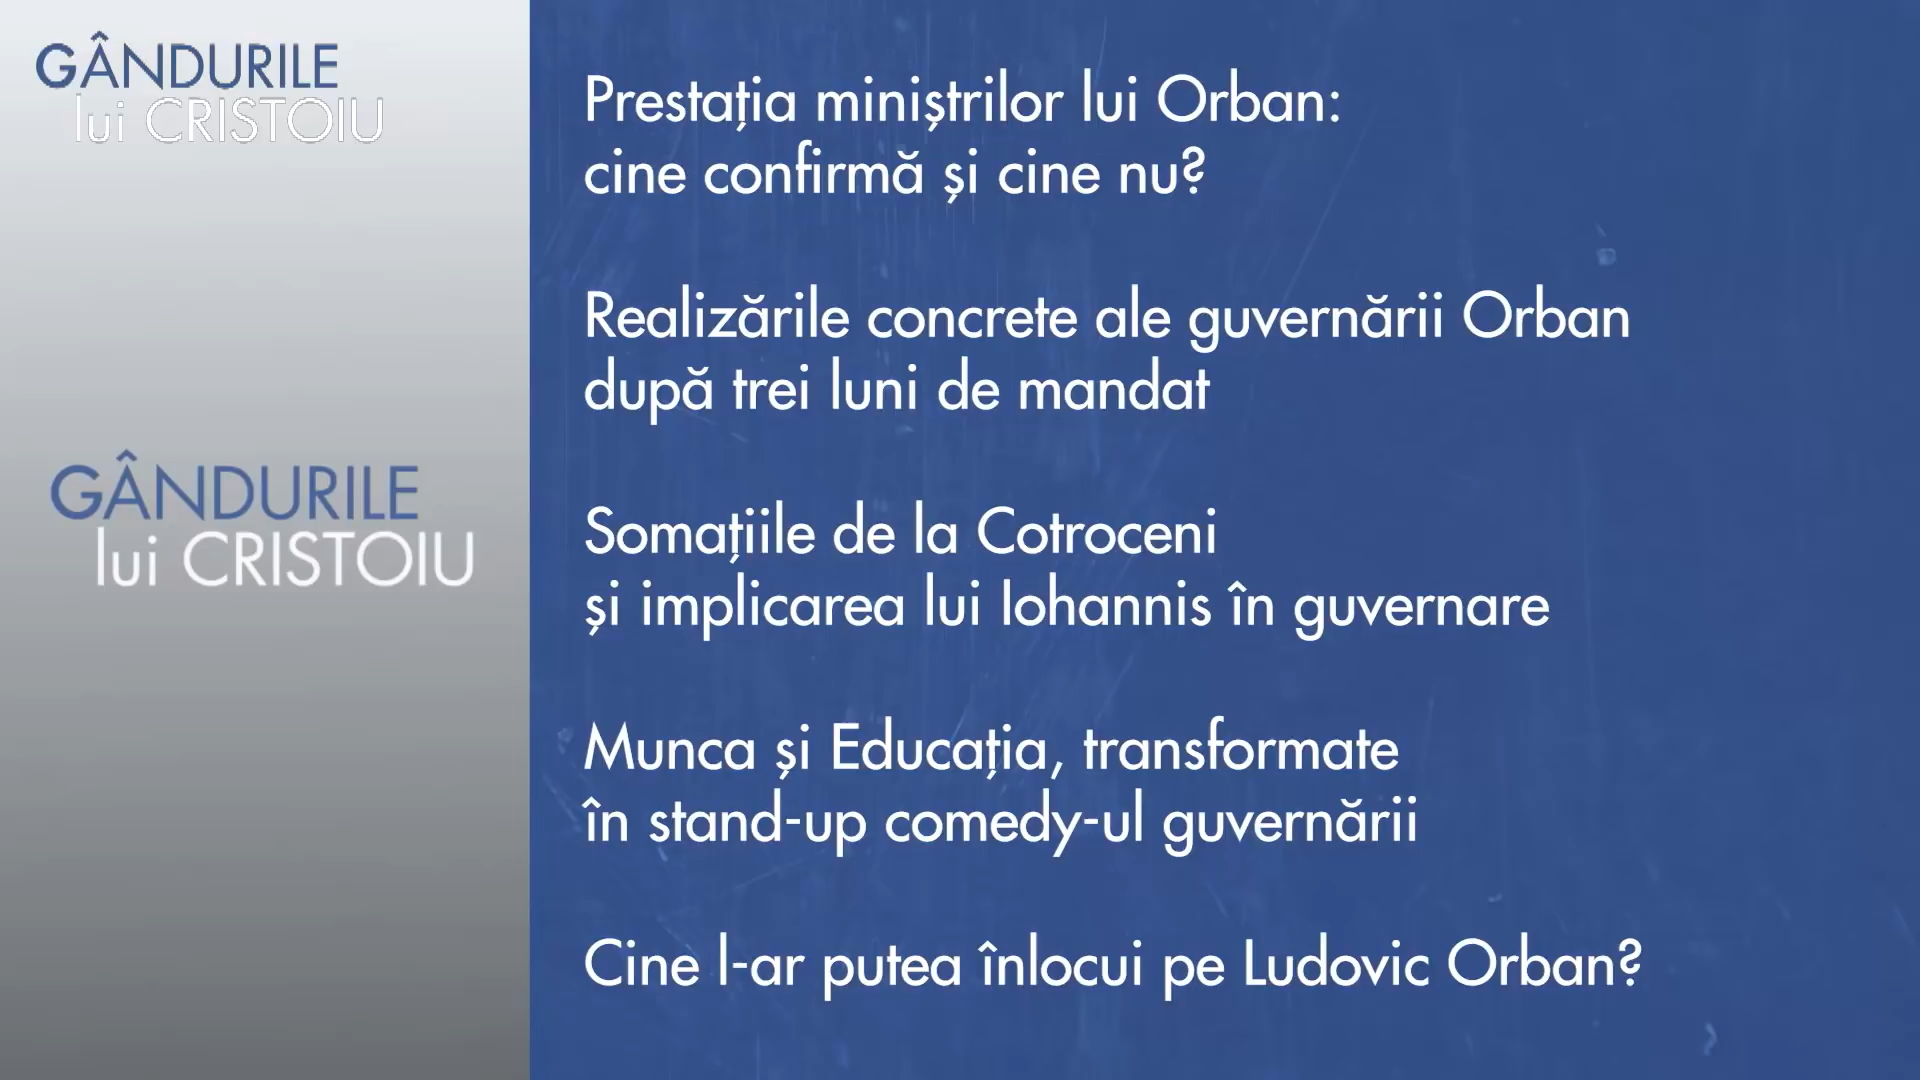 GÂNDURILE
lui CRISTOIU
GÂNDURILE
lui CRISTOIU
Prestația miniștrilor lui Orban:
cine confirmă și cine nu?
Realizările concrete ale guvernării Orban
după trei luni de mandat
Somațiile de la Cotroceni
și implicarea lui Iohannis în guvernare
Munca și Educația, transformate
în stand-up comedy-ul guvernării
Cine l-ar putea înlocui pe Ludovic Orban?